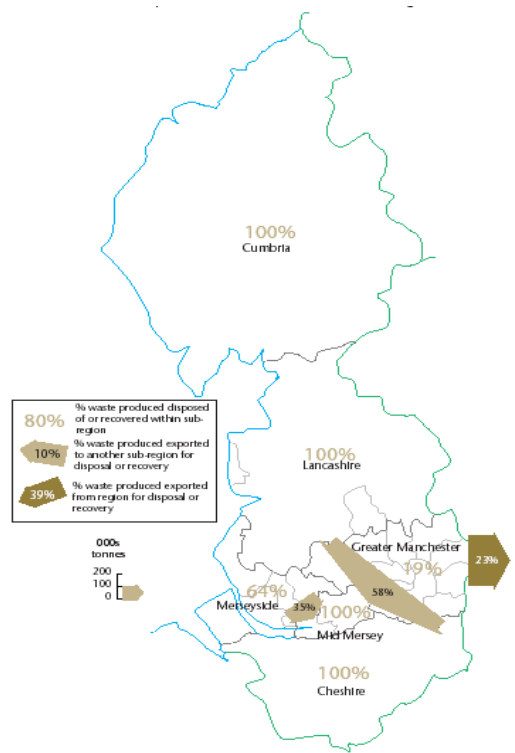 100%
Cumbria
80%
% waste produced disposed
of or recovered within sub-
region
10%
% waste produced exported
to another sub-region for
disposal or recovery
39%
% waste produced exported
from region for disposal or
recovery
100%
Lancashire
000s
tonnes
200
100
0
Greater Manchester
19%
23%
58%
64%
Merseyside
35%
100%
Mid Mersey
100%
Cheshire